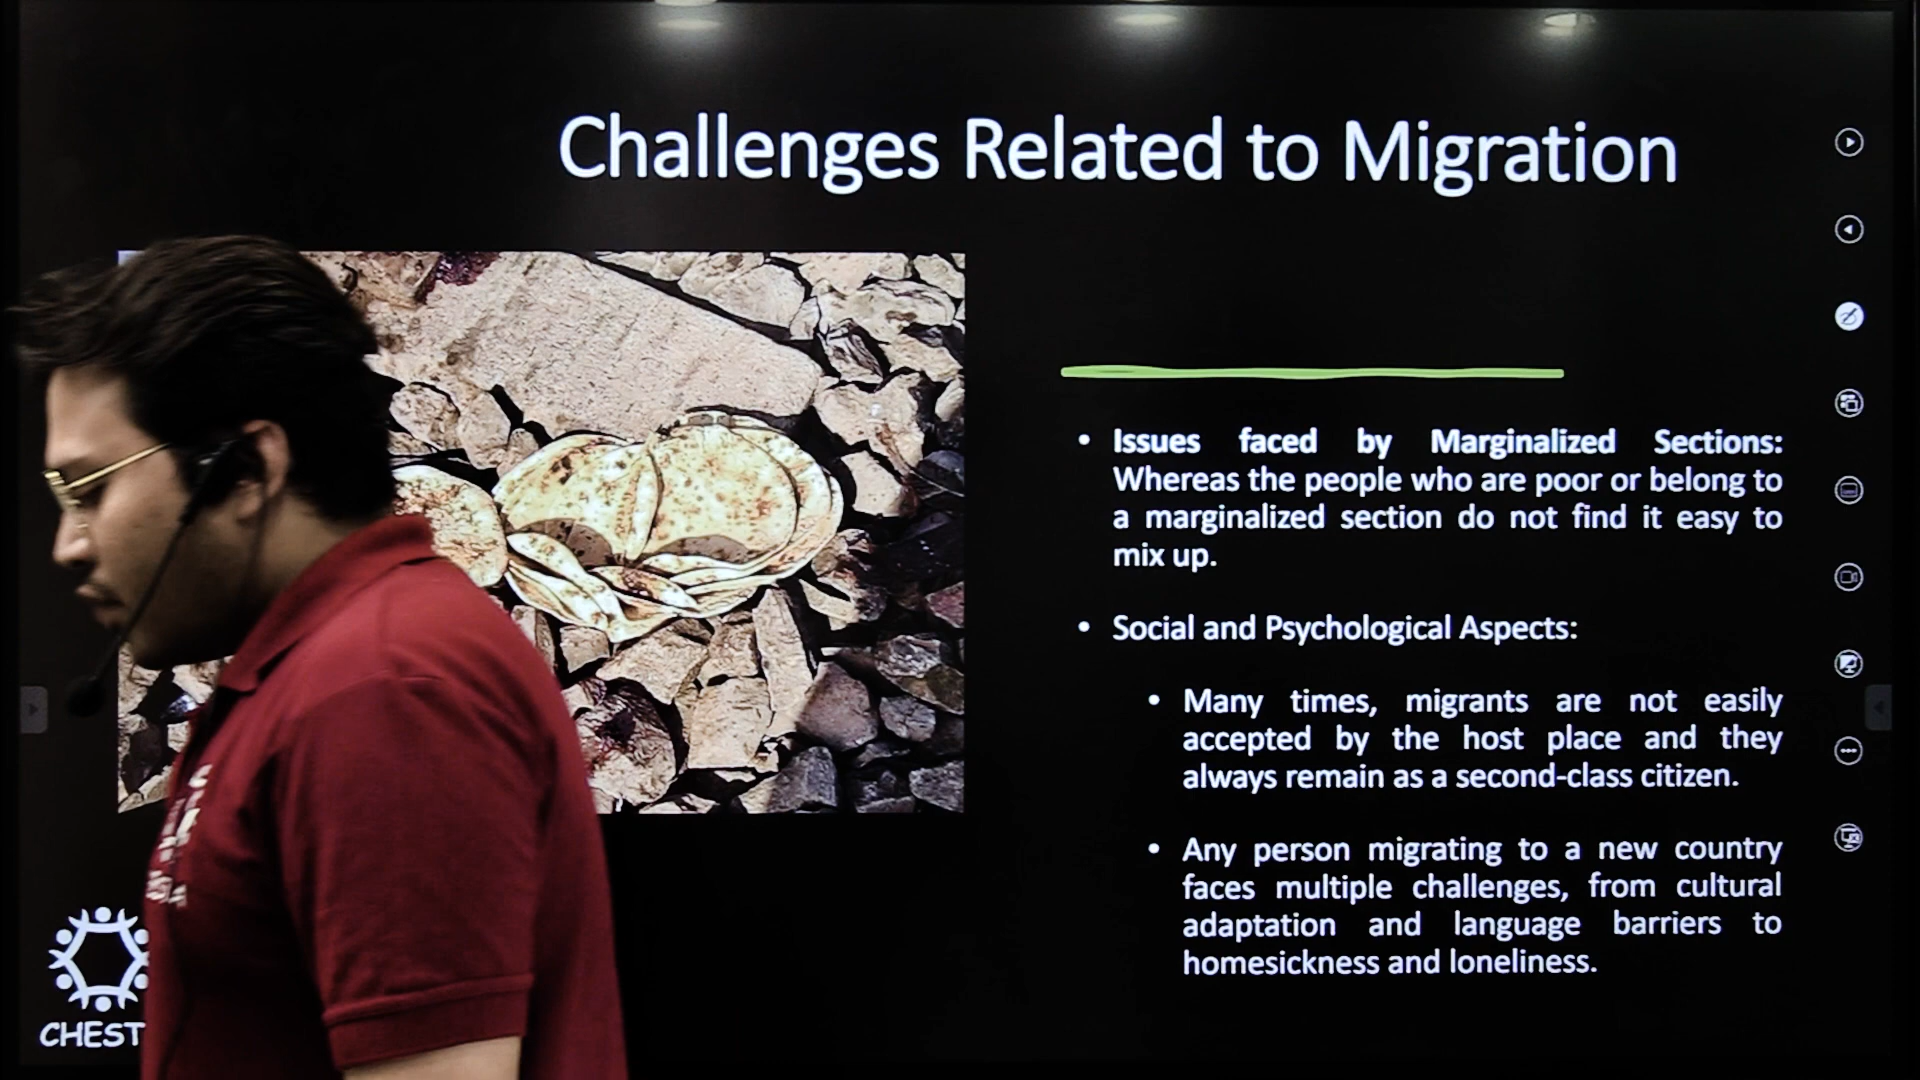 Challenges Related to Migration
• Issues faced by Marginalized Sections:
Whereas the people who are poor or belong to
a marginalized section do not find it easy to
mix up.
• Social and Psychological Aspects:
• Many times, migrants are not easily
accepted by the host place and they
always remain as a second-class citizen.
• Any person migrating to a new country
faces multiple challenges, from cultural
adaptation and language barriers to
homesickness and loneliness.
CHEST